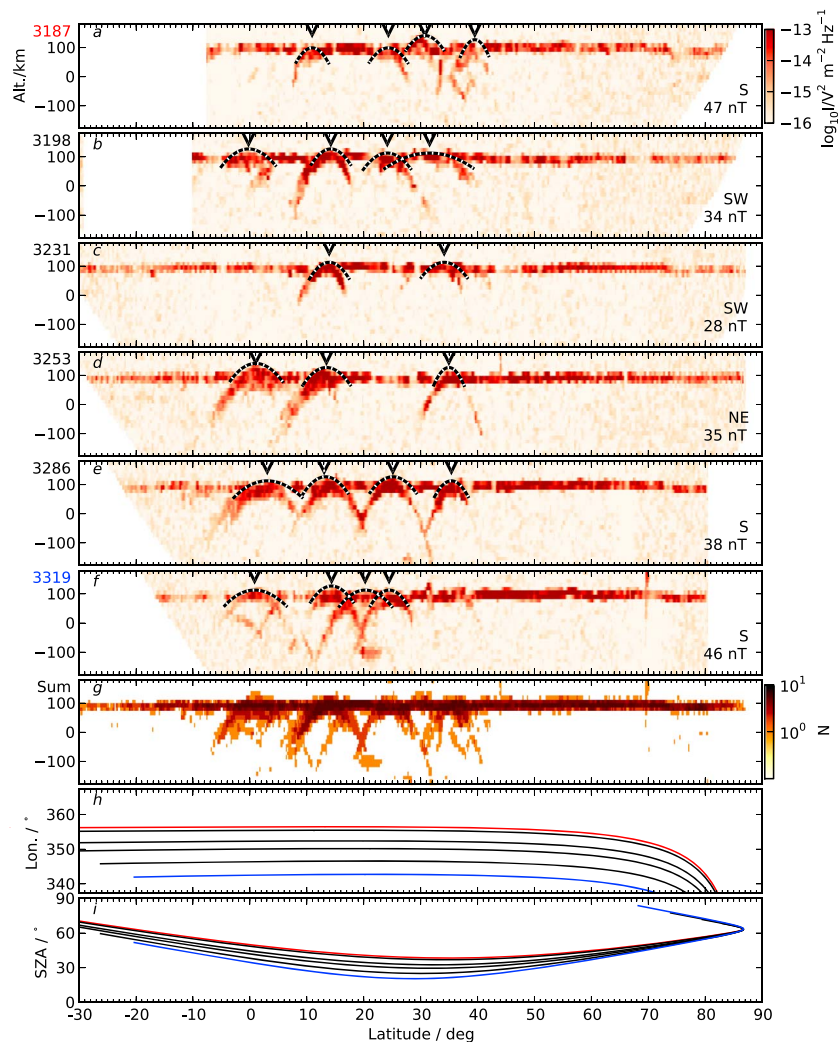 3187 a
Alt./km
100
0
−100
S
47 nT
−13
−14
−15
−16
log10/V² m⁻² Hz⁻¹
3198 b
100
0
−100
SW
34 nT
3231 c
100
0
−100
SW
28 nT
3253 d
100
0
−100
NE
35 nT
3286 e
100
0
−100
S
38 nT
3319 f
100
0
−100
S
46 nT
Sum g
100
0
−100
10¹
10⁰
N
h
Lon. / °
360
350
340
i
SZA / °
90
60
30
0
-30 -20 -10 0 10 20 30 40 50 60 70 80 90
Latitude / deg